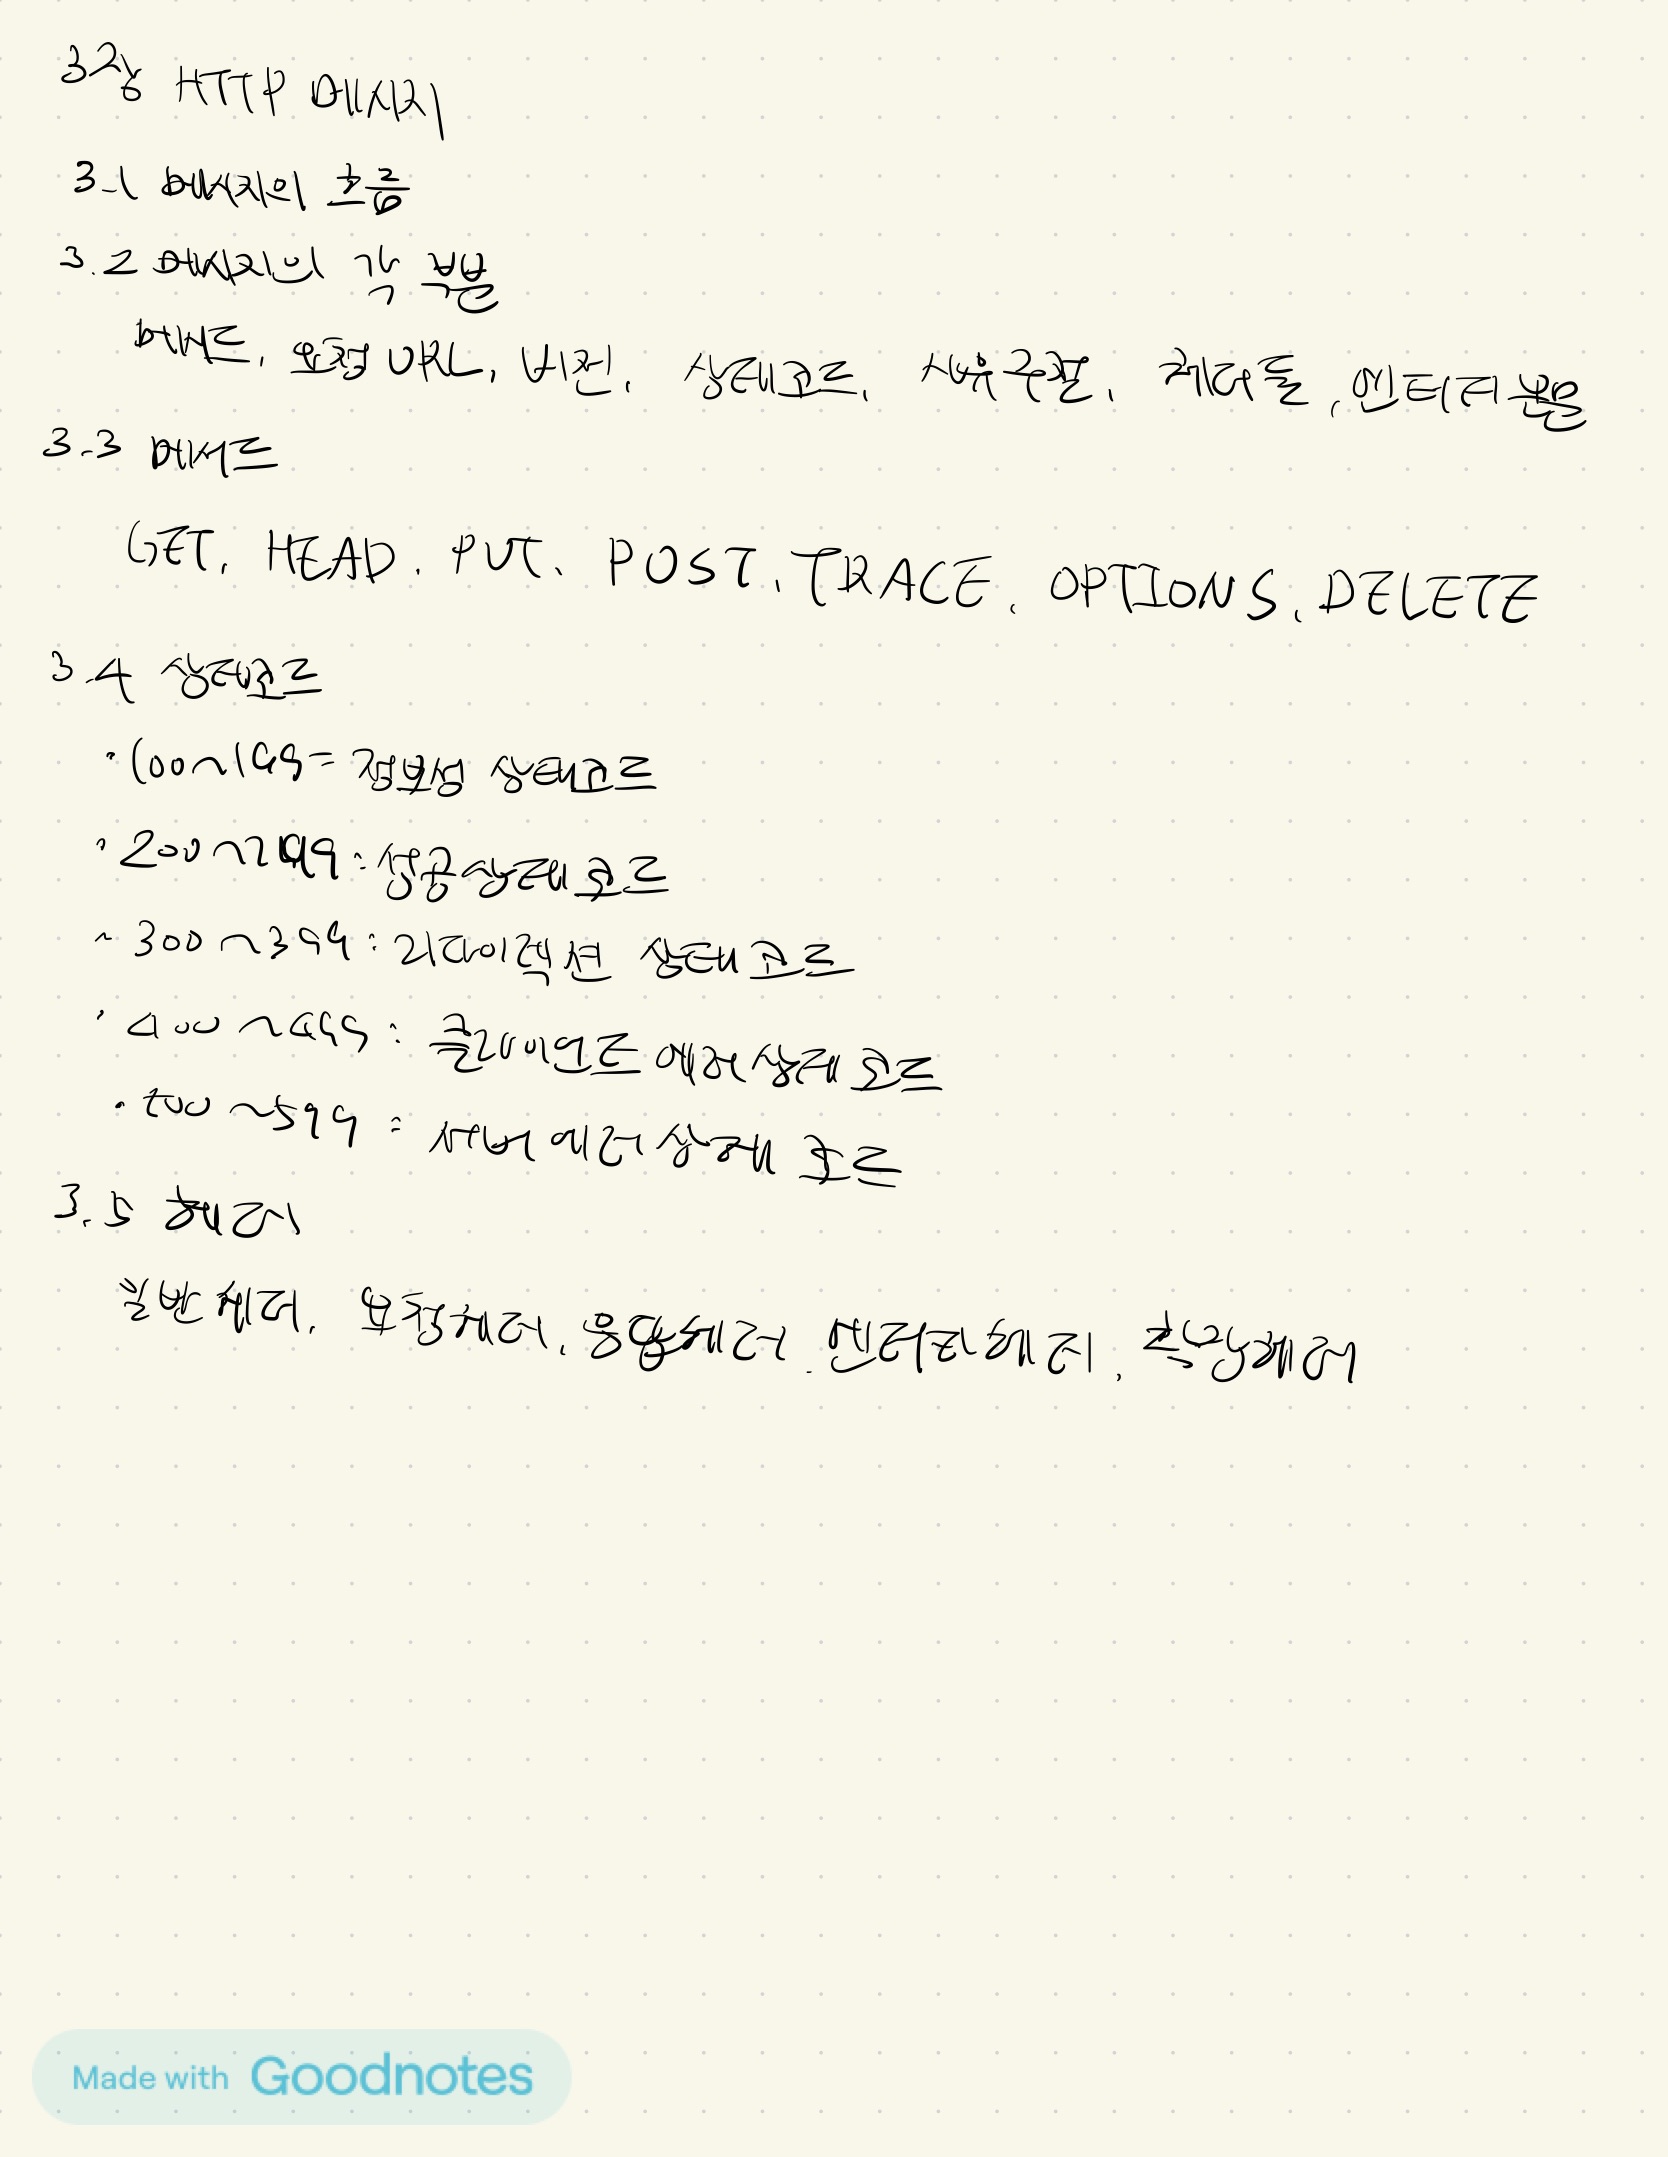 3장 HTTP 메시지
3.1 메시지의 흐름
3.2 메시지의 각 부분
메서드, 요청 URL, 버전, 상태코드, 사유구절, 헤더들, 엔터티 본문
3.3 메서드
GET, HEAD, PUT, POST, TRACE, OPTIONS, DELETE
3.4 상태코드
· 100~199: 정보성 상태코드
· 200~299: 성공상태코드
· 300~399: 리다이렉션 상태코드
· 400~499: 클라이언트 에러상태 코드
· 500~599: 서버에러상태 코드
3.5 헤더
일반헤더, 요청헤더, 응답헤더, 엔터티헤더, 확장헤더
Made with Goodnotes